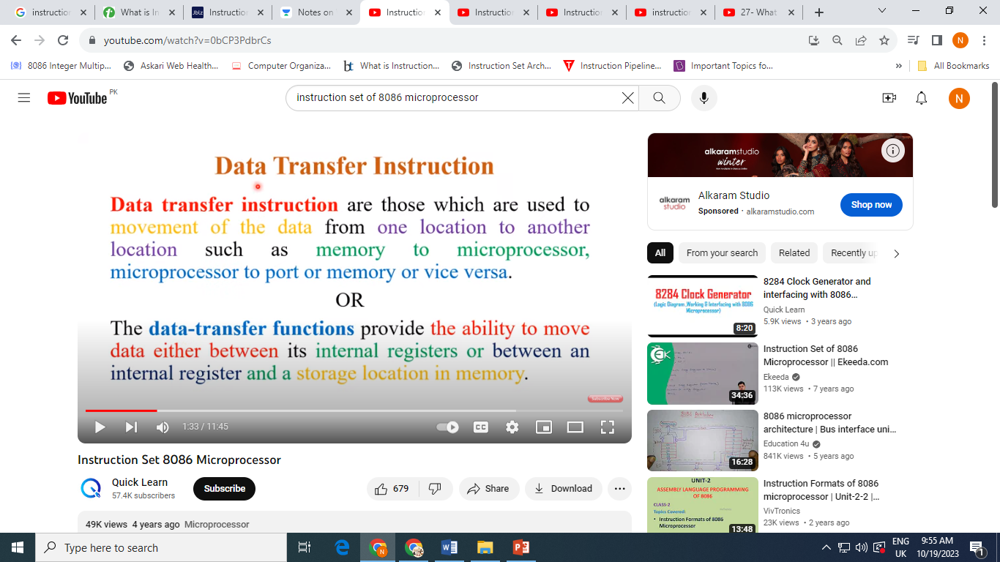 instruction
What is In
Instruction
Notes on
Instruction
Instruction
Instruction
instruction
27- What
youtube.com/watch?v=0bCP3PdbrCs
N
8086 Integer Multip...
Askari Web Health...
Computer Organiza...
What is Instruction...
Instruction Set Arch...
Instruction Pipeline...
Important Topics fo...
»
All Bookmarks
YouTube PK
instruction set of 8086 microprocessor
N
Data Transfer Instruction
Data transfer instruction are those which are used to
movement of the data from one location to another
location such as memory to microprocessor,
microprocessor to port or memory or vice versa.
OR
The data-transfer functions provide the ability to move
data either between its internal registers or between an
internal register and a storage location in memory.
Subscribe Now
1:33 / 11:45
CC
Instruction Set 8086 Microprocessor
Quick Learn
57.4K subscribers
Subscribe
679
Share
Download
49K views 4 years ago Microprocessor
alkaramstudio
winter
alkaram
studio
Alkaram Studio
Sponsored · alkaramstudio.com
Shop now
All
From your search
Related
Recently up
8284 Clock Generator
(Logic Diagram ,Working & Interfacing with 8086
Microprocessor)
8:20
8284 Clock Generator and
interfacing with 8086...
Quick Learn
5.9K views • 3 years ago
34:36
Instruction Set of 8086
Microprocessor || Ekeeda.com
Ekeeda
113K views • 7 years ago
16:28
8086 microprocessor
architecture | Bus interface uni...
Education 4u
841K views • 5 years ago
UNIT-2
ASSEMBLY LANGUAGE PROGRAMMING
OF 8086
CLASS-2
Topics Covered:
• Instruction Formats of 8086
Microprocessor
13:48
Instruction Formats of 8086
microprocessor | Unit-2-2 |...
VivTronics
23K views • 2 years ago
Type here to search
ENG
UK
9:55 AM
10/19/2023
1